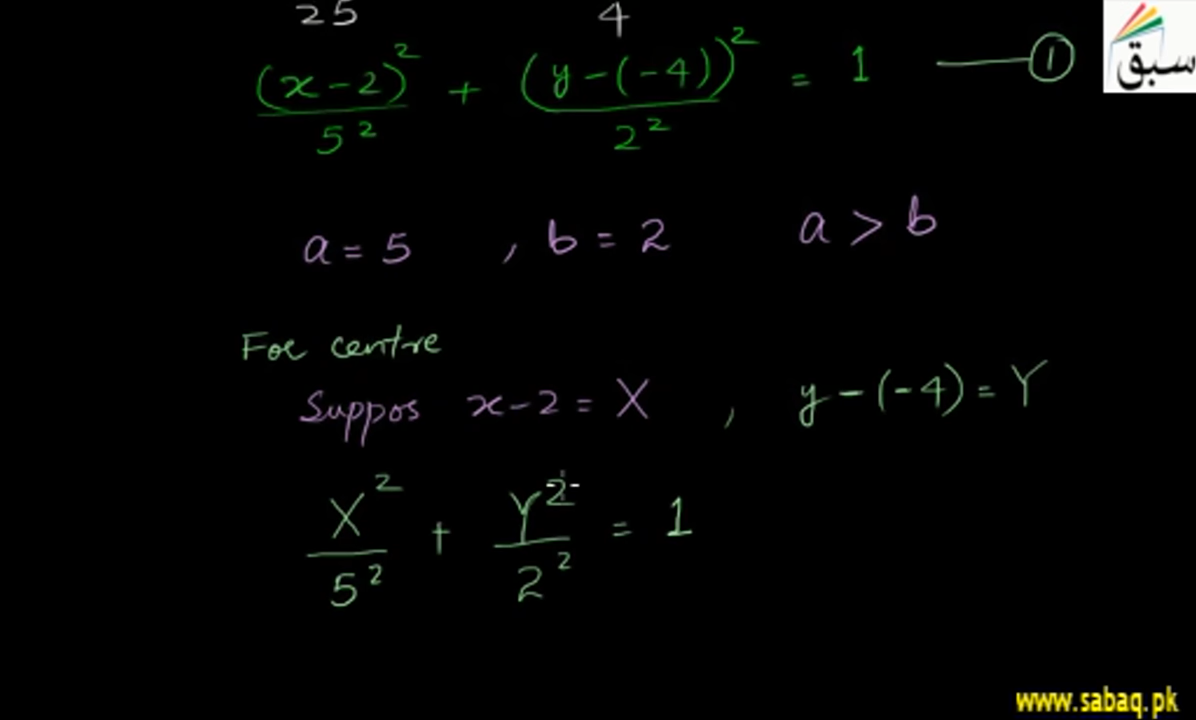 25 4
(x-2)² / 5² + (y-(-4))² / 2² = 1 —— ①
سبق
a = 5 , b = 2 a > b
For centre
Suppos x-2 = X , y-(-4) = Y
X² / 5² + Y² / 2² = 1
www.sabaq.pk